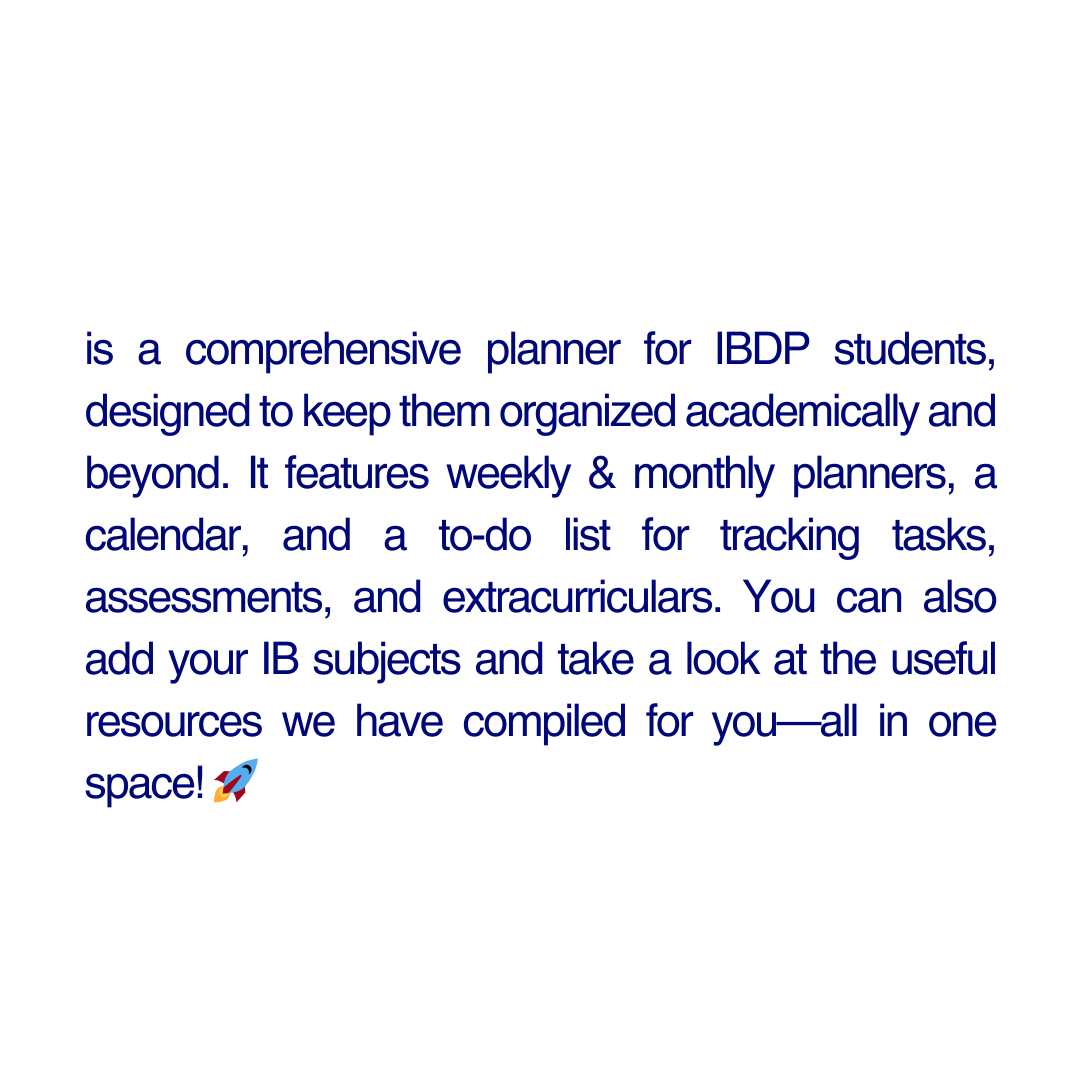 is a comprehensive planner for IBDP students,
designed to keep them organized academically and
beyond. It features weekly & monthly planners, a
calendar, and a to-do list for tracking tasks,
assessments, and extracurriculars. You can also
add your IB subjects and take a look at the useful
resources we have compiled for you—all in one
space! 🚀